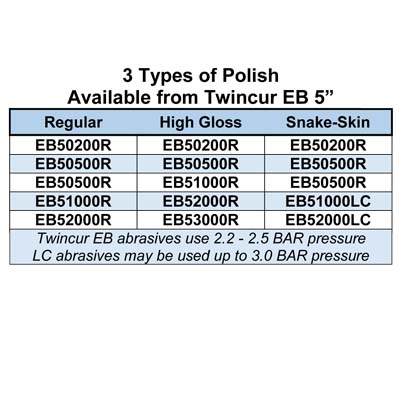 3 Types of Polish
Available from Twincur EB 5”
Regular High Gloss Snake-Skin
EB50200R EB50200R EB50200R
EB50500R EB50500R EB50500R
EB50500R EB51000R EB50500R
EB51000R EB52000R EB51000LC
EB52000R EB53000R EB52000LC
Twincur EB abrasives use 2.2 - 2.5 BAR pressure
LC abrasives may be used up to 3.0 BAR pressure